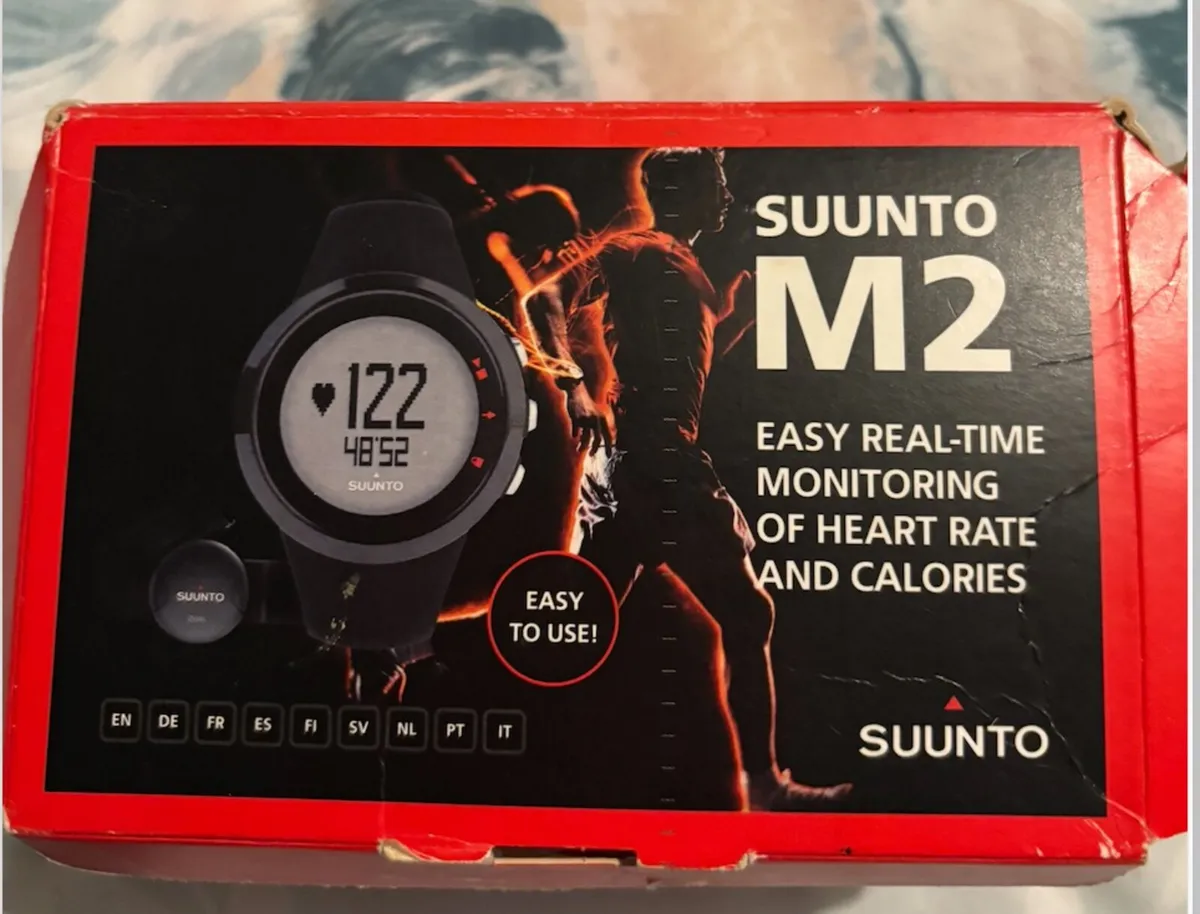 SUUNTO
M2
EASY REAL-TIME
MONITORING
OF HEART RATE
AND CALORIES
122
48'52
SUUNTO
SUUNTO
EASY
TO USE!
EN DE FR ES FI SV NL PT IT
SUUNTO